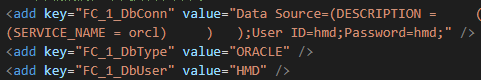 <add key="FC_1_DbConn" value="Data Source=(DESCRIPTION =    (
(SERVICE_NAME = orcl)    )   );User ID=hmd;Password=hmd;" />
<add key="FC_1_DbType" value="ORACLE" />
<add key="FC_1_DbUser" value="HMD" />